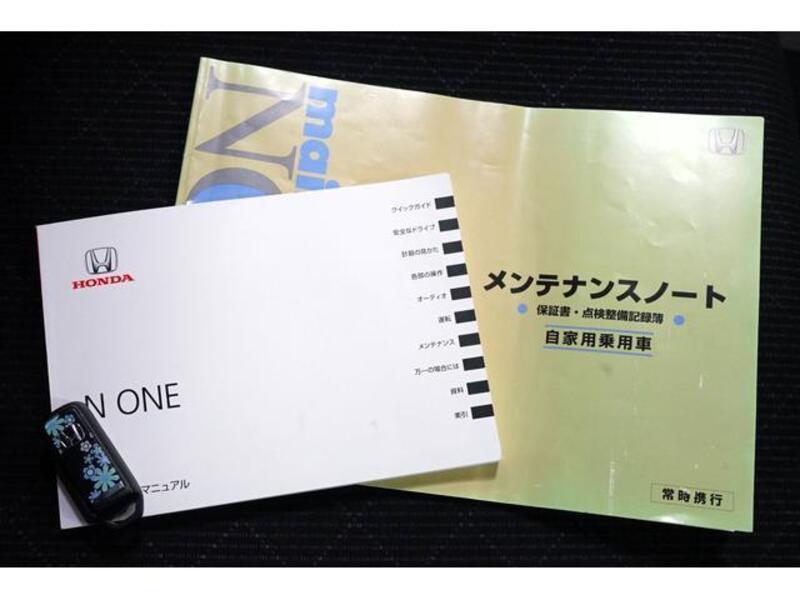 HONDA
N ONE
マニュアル
クイックガイド
安全なドライブ
計器の見かた
各部の操作
オーディオ
運転
メンテナンス
万一の場合には
資料
索引
mai
NO
メンテナンスノート
保証書・点検整備記録簿
自家用乗用車
常時携行